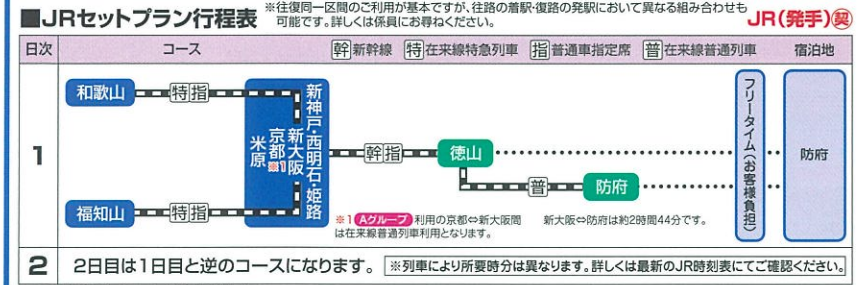 ■JRセットプラン行程表
※往復同一区間のご利用が基本ですが、往路の着駅・復路の発駅において異なる組み合わせも
可能です。詳しくは係員にお尋ねください。
JR(発手)契
日次 コース 幹新幹線 特在来線特急列車 指普通車指定席 普在来線普通列車 宿泊地
1
和歌山 特指
米原
京都※1
新大阪
新神戸・西明石・姫路
幹指 徳山
普 防府
フリータイム(お客様負担)
防府
福知山 特指
※1 Aグループ利用の京都⇔新大阪間
は在来線普通列車利用となります。
新大阪⇔防府は約2時間44分です。
2 2日目は1日目と逆のコースになります。 ※列車により所要時分は異なります。詳しくは最新のJR時刻表にてご確認ください。